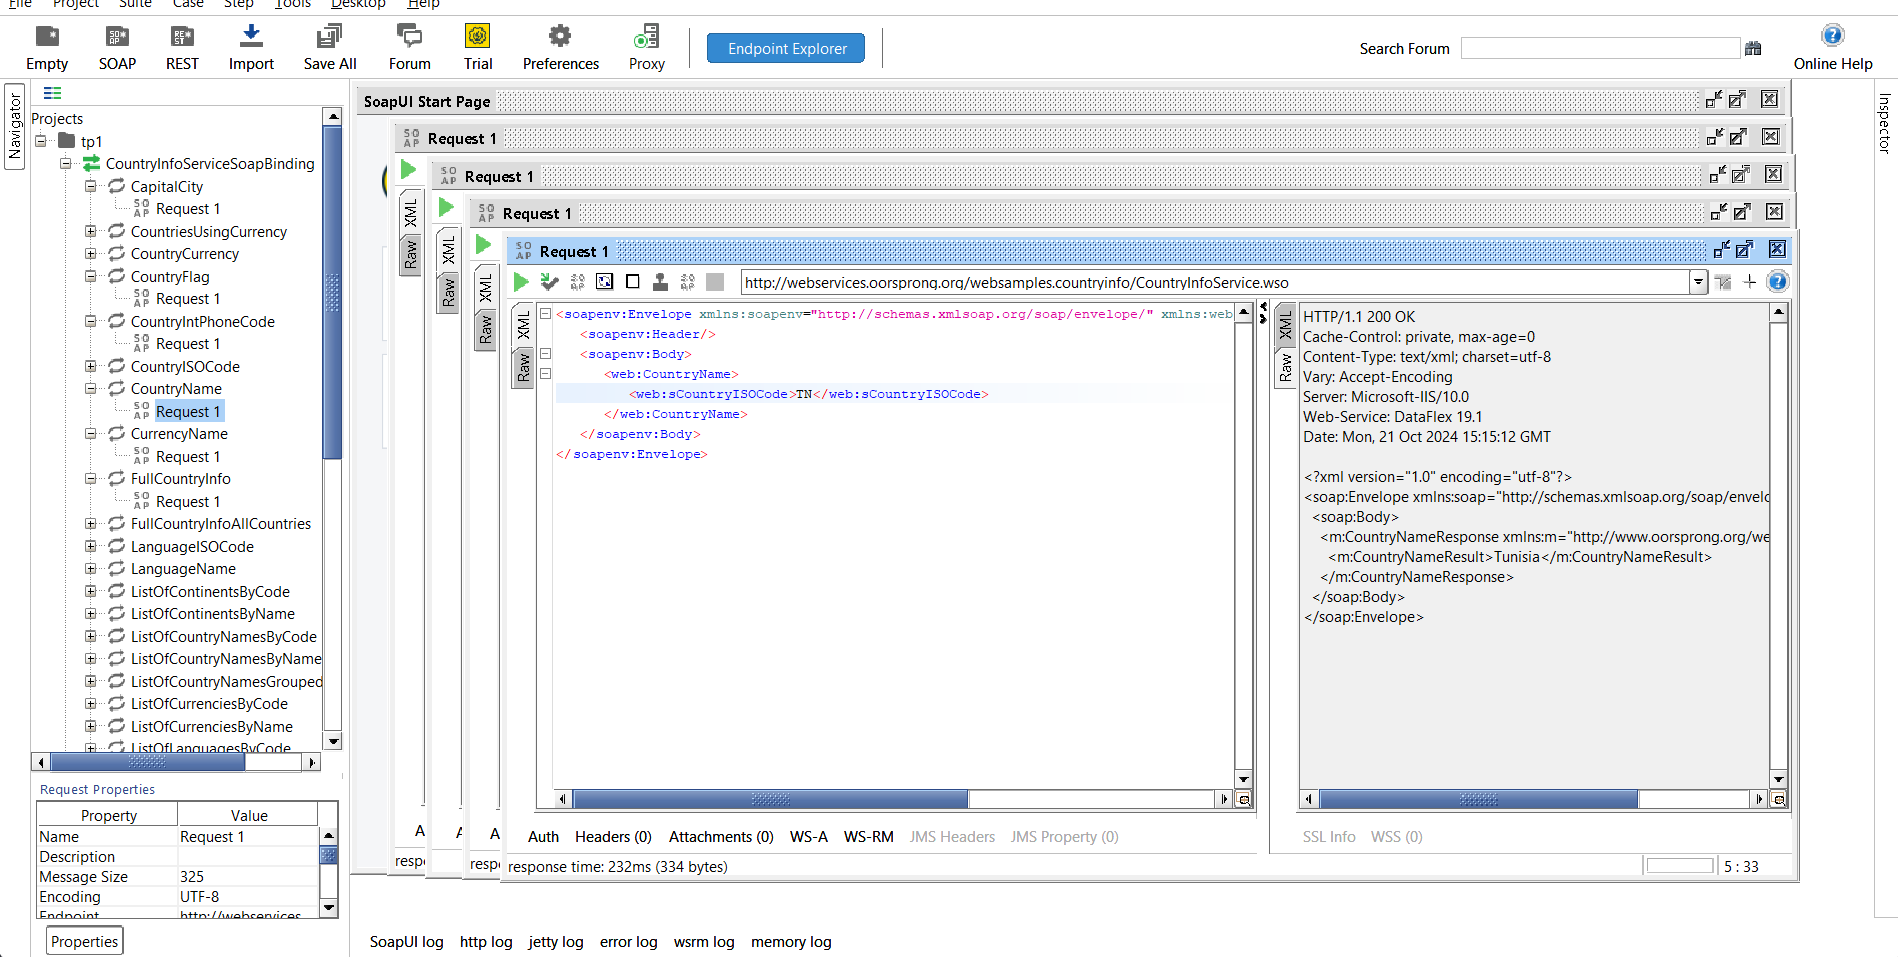 File Project Suite Case Step Tools Desktop Help
Empty SOAP REST Import Save All Forum Trial Preferences Proxy
Endpoint Explorer
Search Forum
Online Help
Navigator
Projects
tp1
CountryInfoServiceSoapBinding
CapitalCity
Request 1
CountriesUsingCurrency
CountryCurrency
CountryFlag
Request 1
CountryIntPhoneCode
Request 1
CountryISOCode
CountryName
Request 1
CurrencyName
Request 1
FullCountryInfo
Request 1
FullCountryInfoAllCountries
LanguageISOCode
LanguageName
ListOfContinentsByCode
ListOfContinentsByName
ListOfCountryNamesByCode
ListOfCountryNamesByName
ListOfCountryNamesGrouped
ListOfCurrenciesByCode
ListOfCurrenciesByName
ListOfLanguagesByCode
Request Properties
Property Value
Name Request 1
Description
Message Size 325
Encoding UTF-8
Endpoint http://webservices
Properties
SoapUI Start Page
Request 1
XML
Raw
Request 1
XML
Raw
Request 1
XML
Raw
Request 1
http://webservices.oorsprong.org/websamples.countryinfo/CountryInfoService.wso
XML
Raw
<soapenv:Envelope xmlns:soapenv="http://schemas.xmlsoap.org/soap/envelope/" xmlns:web
<soapenv:Header/>
<soapenv:Body>
<web:CountryName>
<web:sCountryISOCode>TN</web:sCountryISOCode>
</web:CountryName>
</soapenv:Body>
</soapenv:Envelope>
XML
Raw
HTTP/1.1 200 OK
Cache-Control: private, max-age=0
Content-Type: text/xml; charset=utf-8
Vary: Accept-Encoding
Server: Microsoft-IIS/10.0
Web-Service: DataFlex 19.1
Date: Mon, 21 Oct 2024 15:15:12 GMT
<?xml version="1.0" encoding="utf-8"?>
<soap:Envelope xmlns:soap="http://schemas.xmlsoap.org/soap/envelo
<soap:Body>
<m:CountryNameResponse xmlns:m="http://www.oorsprong.org/we
<m:CountryNameResult>Tunisia</m:CountryNameResult>
</m:CountryNameResponse>
</soap:Body>
</soap:Envelope>
A A A Auth Headers (0) Attachments (0) WS-A WS-RM JMS Headers JMS Property (0)
SSL Info WSS (0)
resp respo response time: 232ms (334 bytes)
5 : 33
SoapUI log http log jetty log error log wsrm log memory log
Inspector